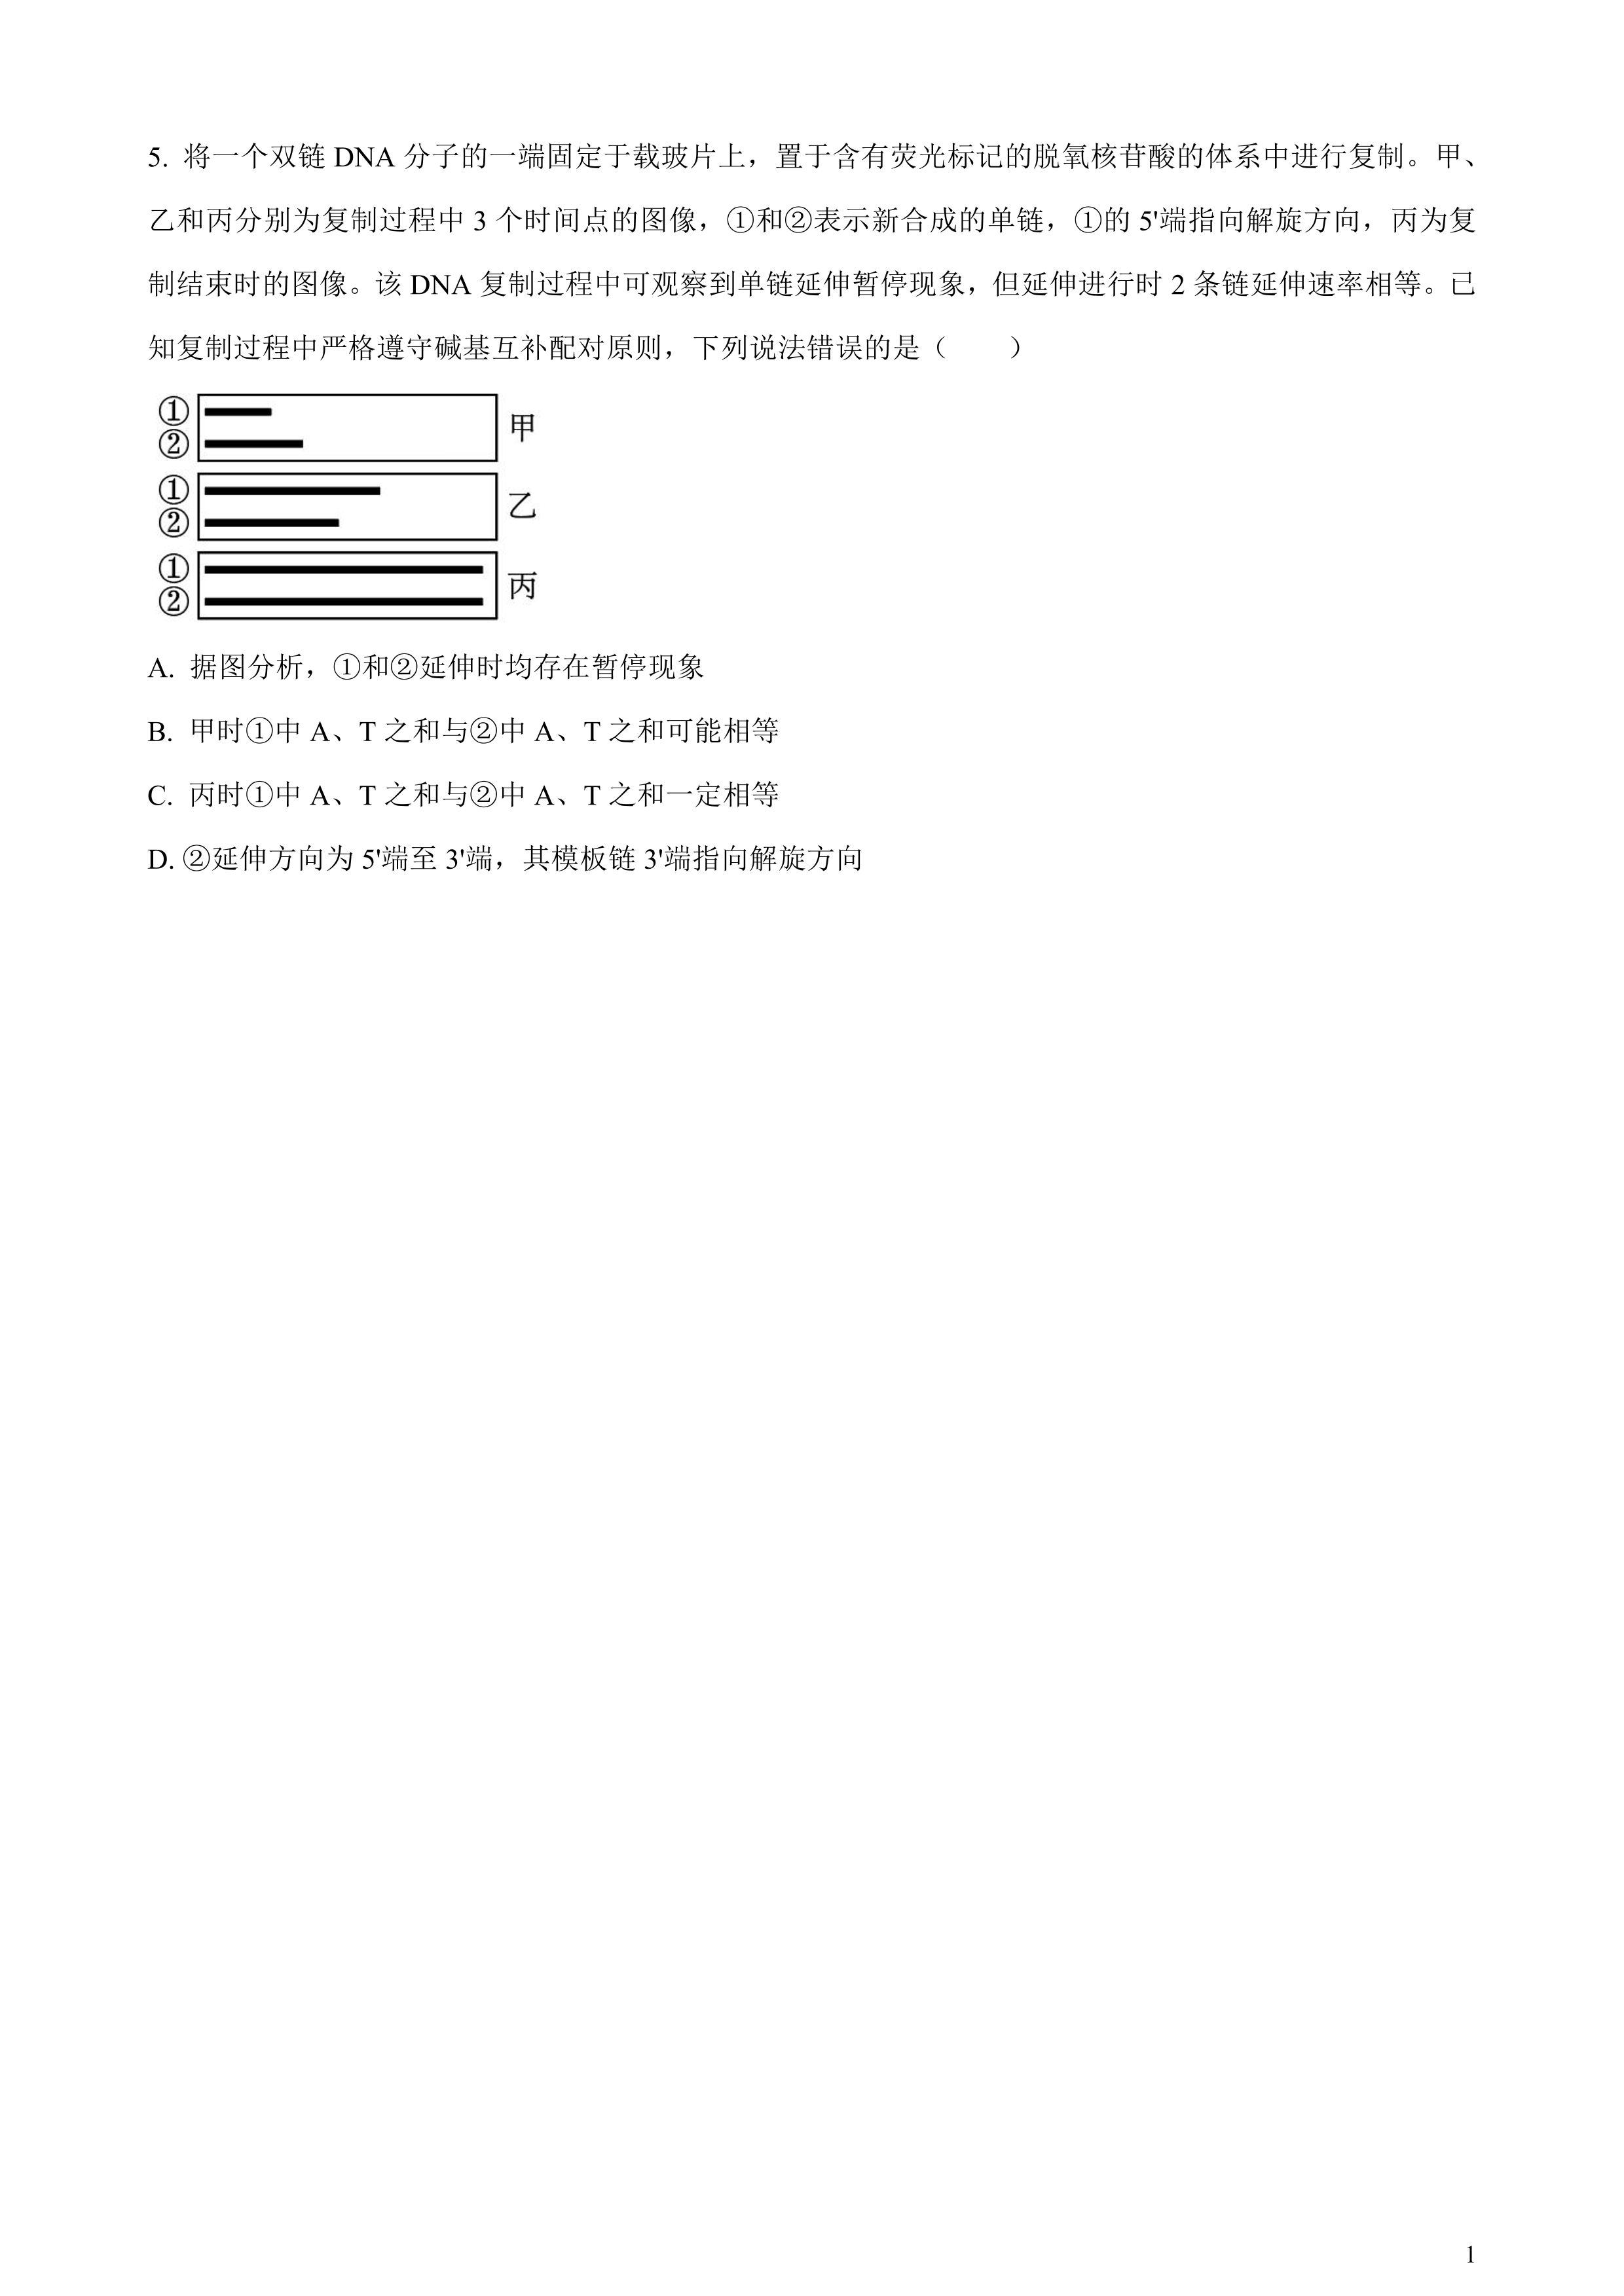 5. 将一个双链 DNA 分子的一端固定于载玻片上，置于含有荧光标记的脱氧核苷酸的体系中进行复制。甲、
乙和丙分别为复制过程中 3 个时间点的图像，①和②表示新合成的单链，①的 5'端指向解旋方向，丙为复
制结束时的图像。该 DNA 复制过程中可观察到单链延伸暂停现象，但延伸进行时 2 条链延伸速率相等。已
知复制过程中严格遵守碱基互补配对原则，下列说法错误的是（　　）
①
② 甲
①
② 乙
①
② 丙
A. 据图分析，①和②延伸时均存在暂停现象
B. 甲时①中 A、T 之和与②中 A、T 之和可能相等
C. 丙时①中 A、T 之和与②中 A、T 之和一定相等
D. ②延伸方向为 5'端至 3'端，其模板链 3'端指向解旋方向
1